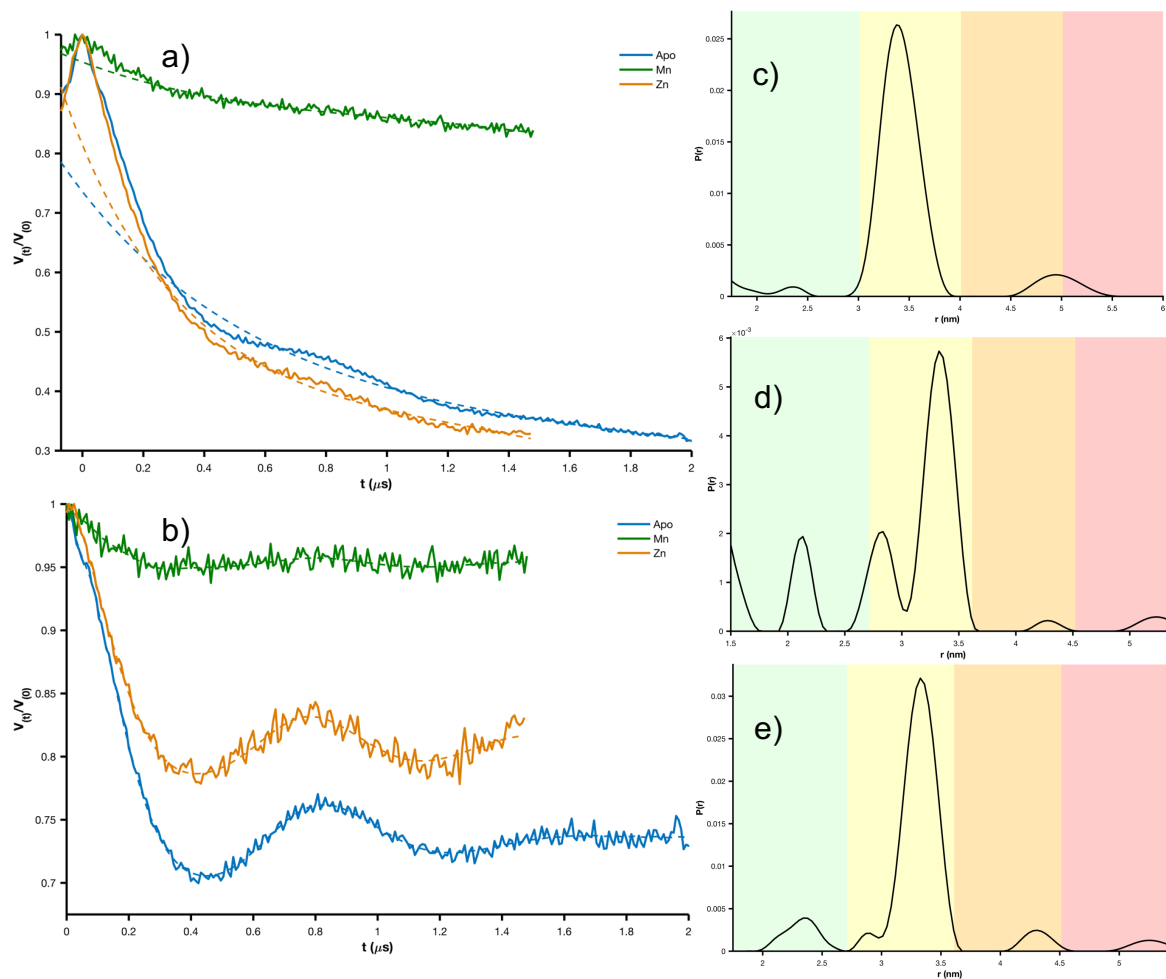 a)
1
0.9
0.8
0.7
0.6
0.5
0.4
0.3
V(t)/V(0)
0 0.2 0.4 0.6 0.8 1 1.2 1.4 1.6 1.8 2
t (μs)
Apo
Mn
Zn
b)
1
0.95
0.9
0.85
0.8
0.75
0.7
V(t)/V(0)
0 0.2 0.4 0.6 0.8 1 1.2 1.4 1.6 1.8 2
t (μs)
Apo
Mn
Zn
c)
0.025
0.02
0.015
0.01
0.005
0
P(r)
2 2.5 3 3.5 4 4.5 5 5.5 6
r (nm)
d)
×10⁻³
6
5
4
3
2
1
0
P(r)
1.5 2 2.5 3 3.5 4 4.5 5
r (nm)
e)
0.03
0.025
0.02
0.015
0.01
0.005
0
P(r)
2 2.5 3 3.5 4 4.5 5
r (nm)